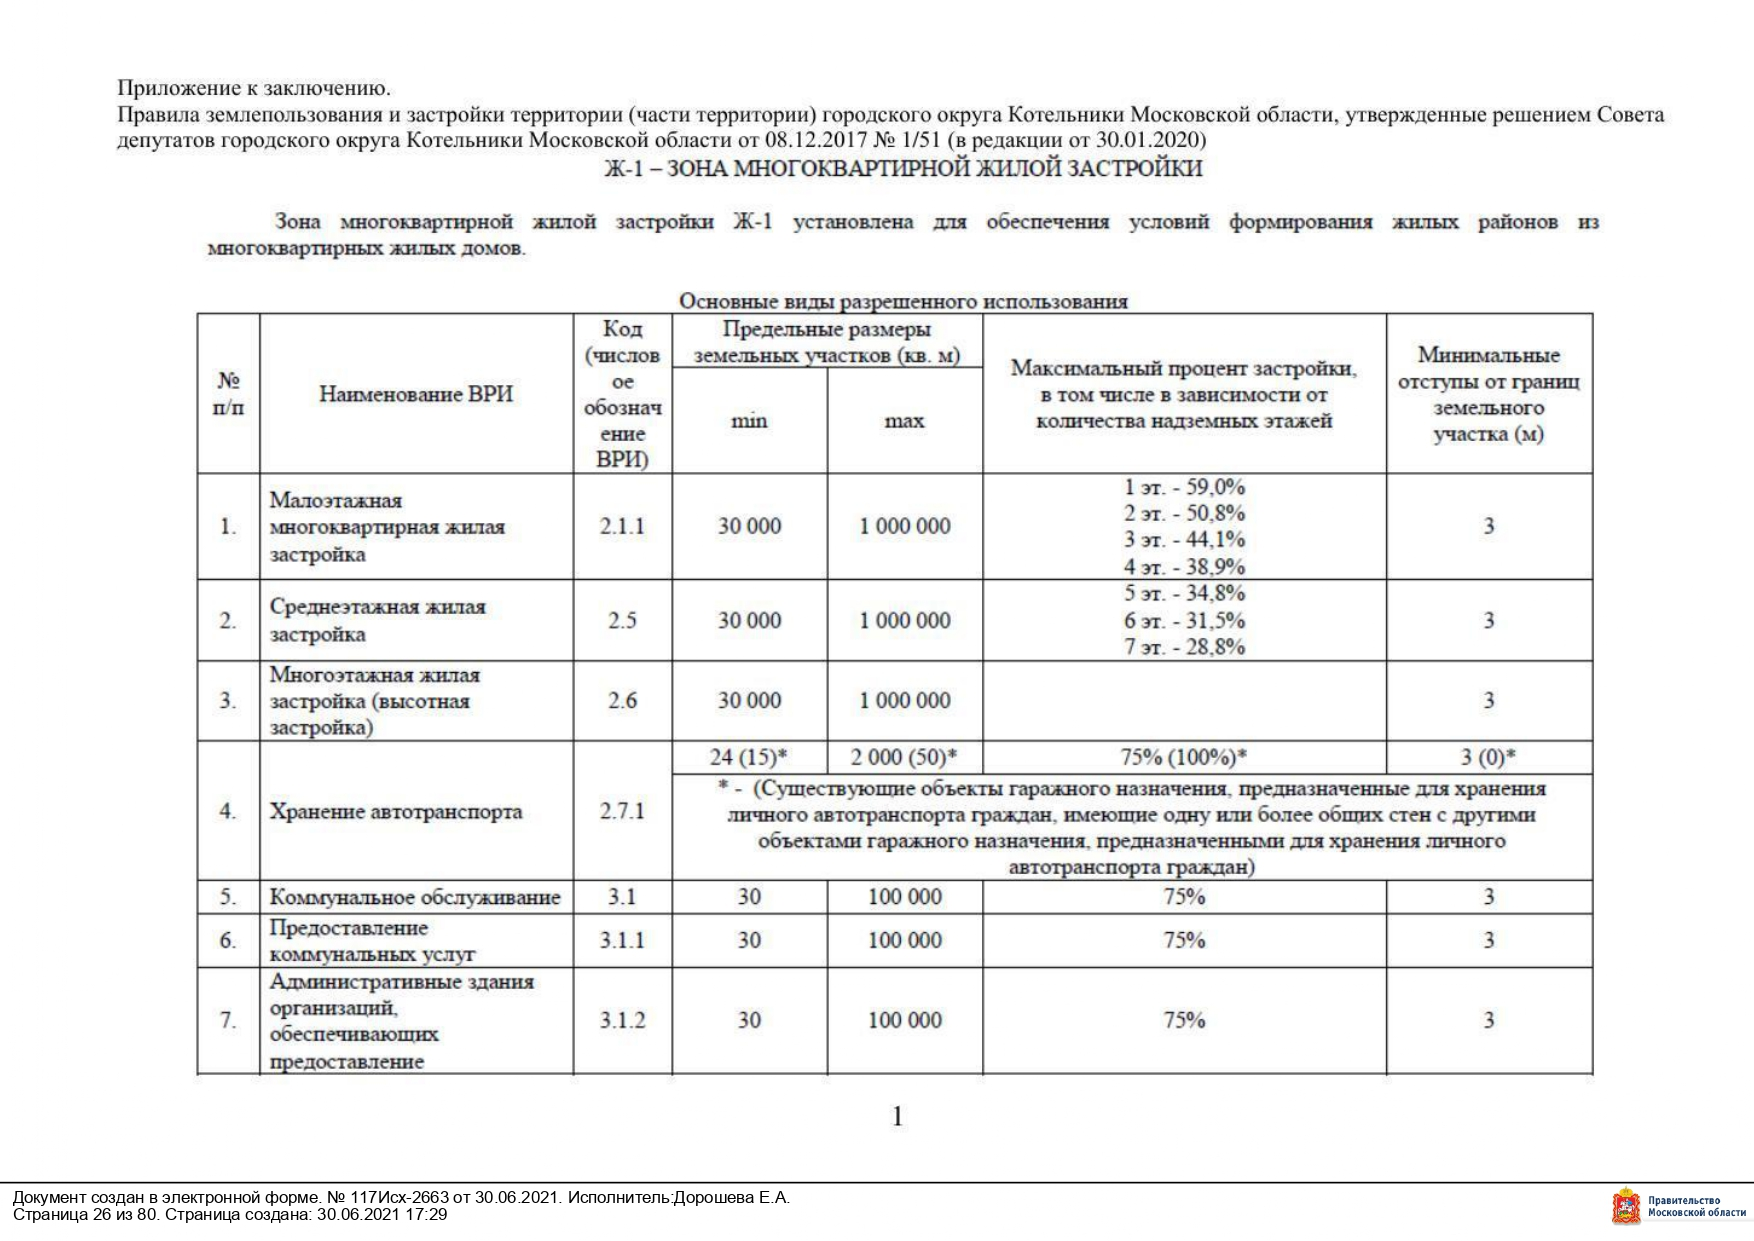 Приложение к заключению.
Правила землепользования и застройки территории (части территории) городского округа Котельники Московской области, утвержденные решением Совета
депутатов городского округа Котельники Московской области от 08.12.2017 № 1/51 (в редакции от 30.01.2020)
Ж-1 – ЗОНА МНОГОКВАРТИРНОЙ ЖИЛОЙ ЗАСТРОЙКИ
Зона многоквартирной жилой застройки Ж-1 установлена для обеспечения условий формирования жилых районов из
многоквартирных жилых домов.
Основные виды разрешенного использования
№
п/п
Наименование ВРИ
Код
(числов
ое
обознач
ение
ВРИ)
Предельные размеры
земельных участков (кв. м)
min
max
Максимальный процент застройки,
в том числе в зависимости от
количества надземных этажей
Минимальные
отступы от границ
земельного
участка (м)
1.
Малоэтажная
многоквартирная жилая
застройка
2.1.1
30 000
1 000 000
1 эт. - 59,0%
2 эт. - 50,8%
3 эт. - 44,1%
4 эт. - 38,9%
3
2.
Среднеэтажная жилая
застройка
2.5
30 000
1 000 000
5 эт. - 34,8%
6 эт. - 31,5%
7 эт. - 28,8%
3
3.
Многоэтажная жилая
застройка (высотная
застройка)
2.6
30 000
1 000 000
3
4.
Хранение автотранспорта
2.7.1
24 (15)*
2 000 (50)*
75% (100%)*
3 (0)*
* - (Существующие объекты гаражного назначения, предназначенные для хранения
личного автотранспорта граждан, имеющие одну или более общих стен с другими
объектами гаражного назначения, предназначенными для хранения личного
автотранспорта граждан)
5.
Коммунальное обслуживание
3.1
30
100 000
75%
3
6.
Предоставление
коммунальных услуг
3.1.1
30
100 000
75%
3
7.
Административные здания
организаций,
обеспечивающих
предоставление
3.1.2
30
100 000
75%
3
1
Документ создан в электронной форме. № 117Исх-2663 от 30.06.2021. Исполнитель:Дорошева Е.А.
Страница 26 из 80. Страница создана: 30.06.2021 17:29
Правительство
Московской области